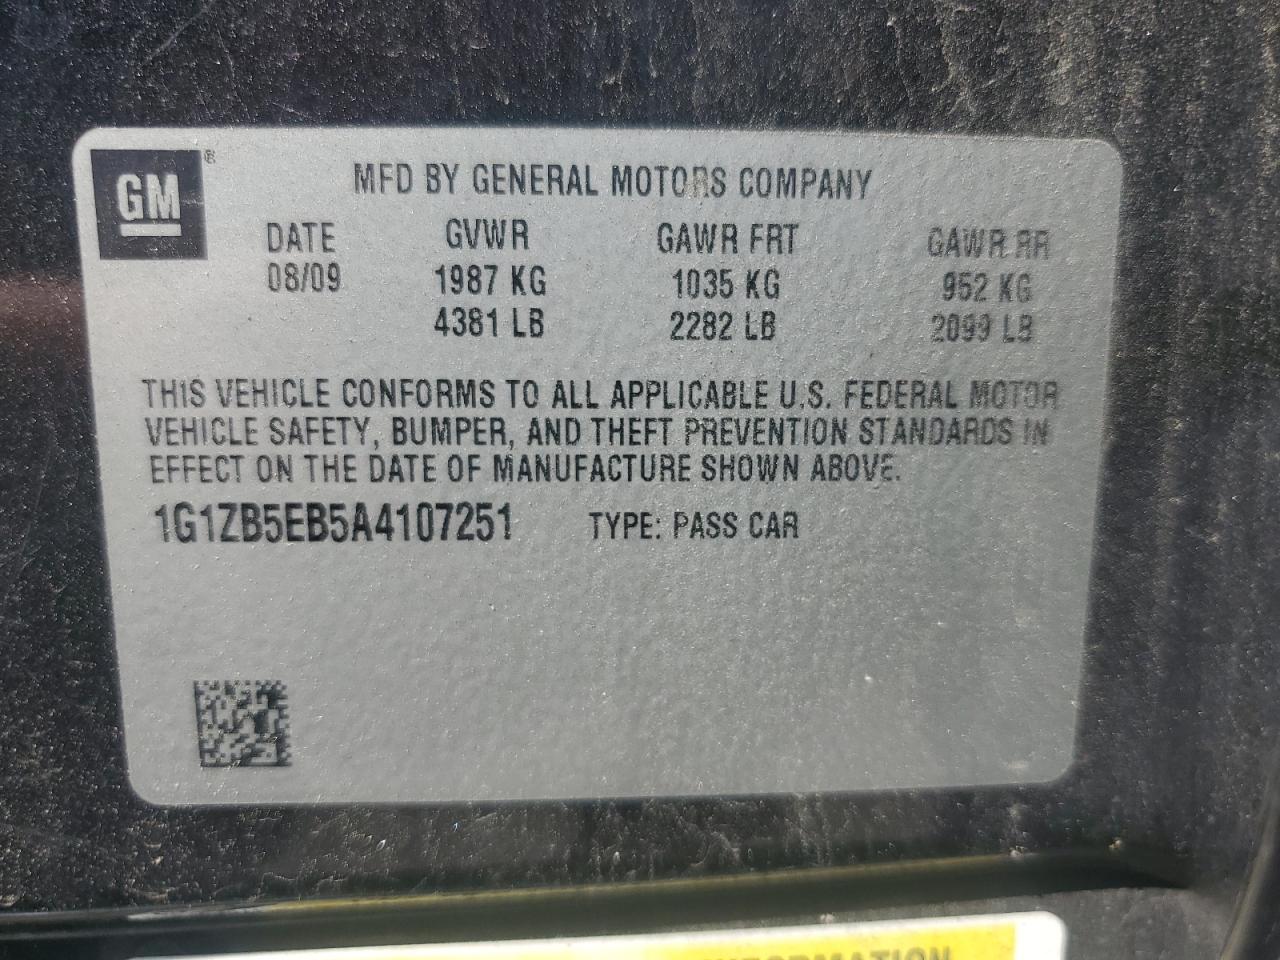 GM ®
MFD BY GENERAL MOTORS COMPANY
DATE GVWR GAWR FRT GAWR RR
08/09 1987 KG 1035 KG 952 KG
4381 LB 2282 LB 2099 LB
THIS VEHICLE CONFORMS TO ALL APPLICABLE U.S. FEDERAL MOTOR
VEHICLE SAFETY, BUMPER, AND THEFT PREVENTION STANDARDS IN
EFFECT ON THE DATE OF MANUFACTURE SHOWN ABOVE.
1G1ZB5EB5A4107251 TYPE: PASS CAR
INFORMATION